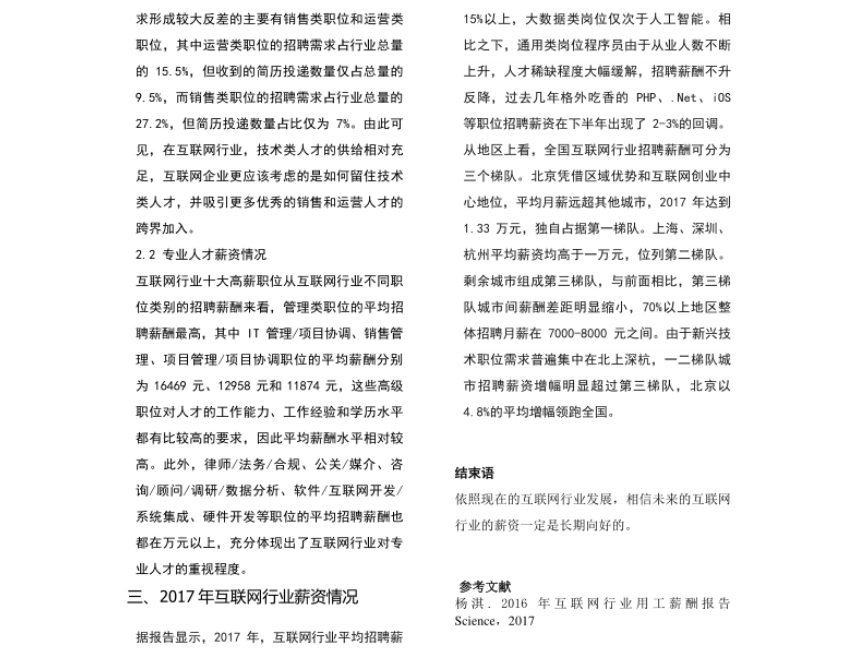 求形成较大反差的主要有销售类职位和运营类
职位，其中运营类职位的招聘需求占行业总量
的 15.5%，但收到的简历投递数量仅占总量的
9.5%，而销售类职位的招聘需求占行业总量的
27.2%，但简历投递数量占比仅为 7%。由此可
见，在互联网行业，技术类人才的供给相对充
足，互联网企业更应该考虑的是如何留住技术
类人才，并吸引更多优秀的销售和运营人才的
跨界加入。
2.2 专业人才薪资情况
互联网行业十大高薪职位从互联网行业不同职
位类别的招聘薪酬来看，管理类职位的平均招
聘薪酬最高，其中 IT 管理/项目协调、销售管
理、项目管理/项目协调职位的平均薪酬分别
为 16469 元、12958 元和 11874 元，这些高级
职位对人才的工作能力、工作经验和学历水平
都有比较高的要求，因此平均薪酬水平相对较
高。此外，律师/法务/合规、公关/媒介、咨
询/顾问/调研/数据分析、软件/互联网开发/
系统集成、硬件开发等职位的平均招聘薪酬也
都在万元以上，充分体现出了互联网行业对专
业人才的重视程度。
三、2017 年互联网行业薪资情况
据报告显示，2017 年，互联网行业平均招聘薪
15%以上，大数据类岗位仅次于人工智能。相
比之下，通用类岗位程序员由于从业人数不断
上升，人才稀缺程度大幅缓解，招聘薪酬不升
反降，过去几年格外吃香的 PHP、.Net、iOS
等职位招聘薪资在下半年出现了 2-3%的回调。
从地区上看，全国互联网行业招聘薪酬可分为
三个梯队。北京凭借区域优势和互联网创业中
心地位，平均月薪远超其他城市，2017 年达到
1.33 万元，独自占据第一梯队。上海、深圳、
杭州平均薪资均高于一万元，位列第二梯队。
剩余城市组成第三梯队，与前面相比，第三梯
队城市间薪酬差距明显缩小，70%以上地区整
体招聘月薪在 7000-8000 元之间。由于新兴技
术职位需求普遍集中在北上深杭，一二梯队城
市招聘薪资增幅明显超过第三梯队，北京以
4.8%的平均增幅领跑全国。
结束语
依照现在的互联网行业发展，相信未来的互联网
行业的薪资一定是长期向好的。
参考文献
杨淇. 2016 年互联网行业用工薪酬报告
Science，2017